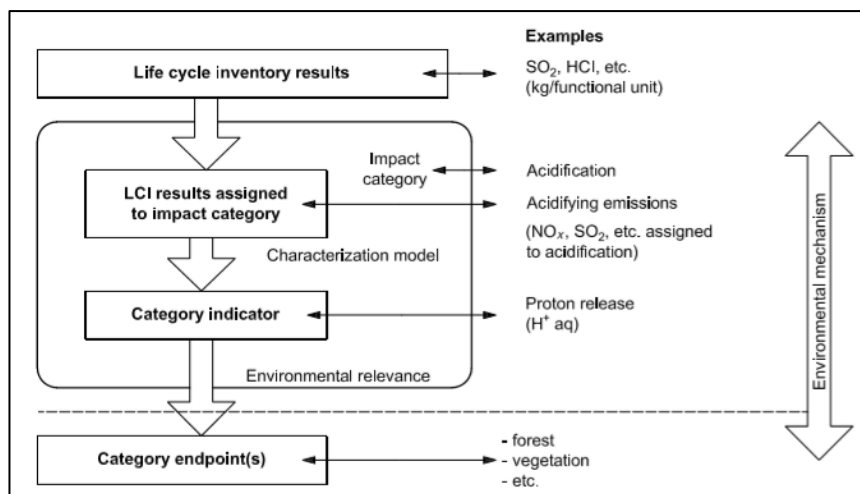 Examples
Life cycle inventory results
SO₂, HCl, etc.
(kg/functional unit)
Impact
category
Acidification
LCI results assigned
to impact category
Acidifying emissions
(NOₓ, SO₂, etc. assigned
to acidification)
Characterization model
Category indicator
Proton release
(H⁺ aq)
Environmental relevance
Environmental mechanism
Category endpoint(s)
- forest
- vegetation
- etc.